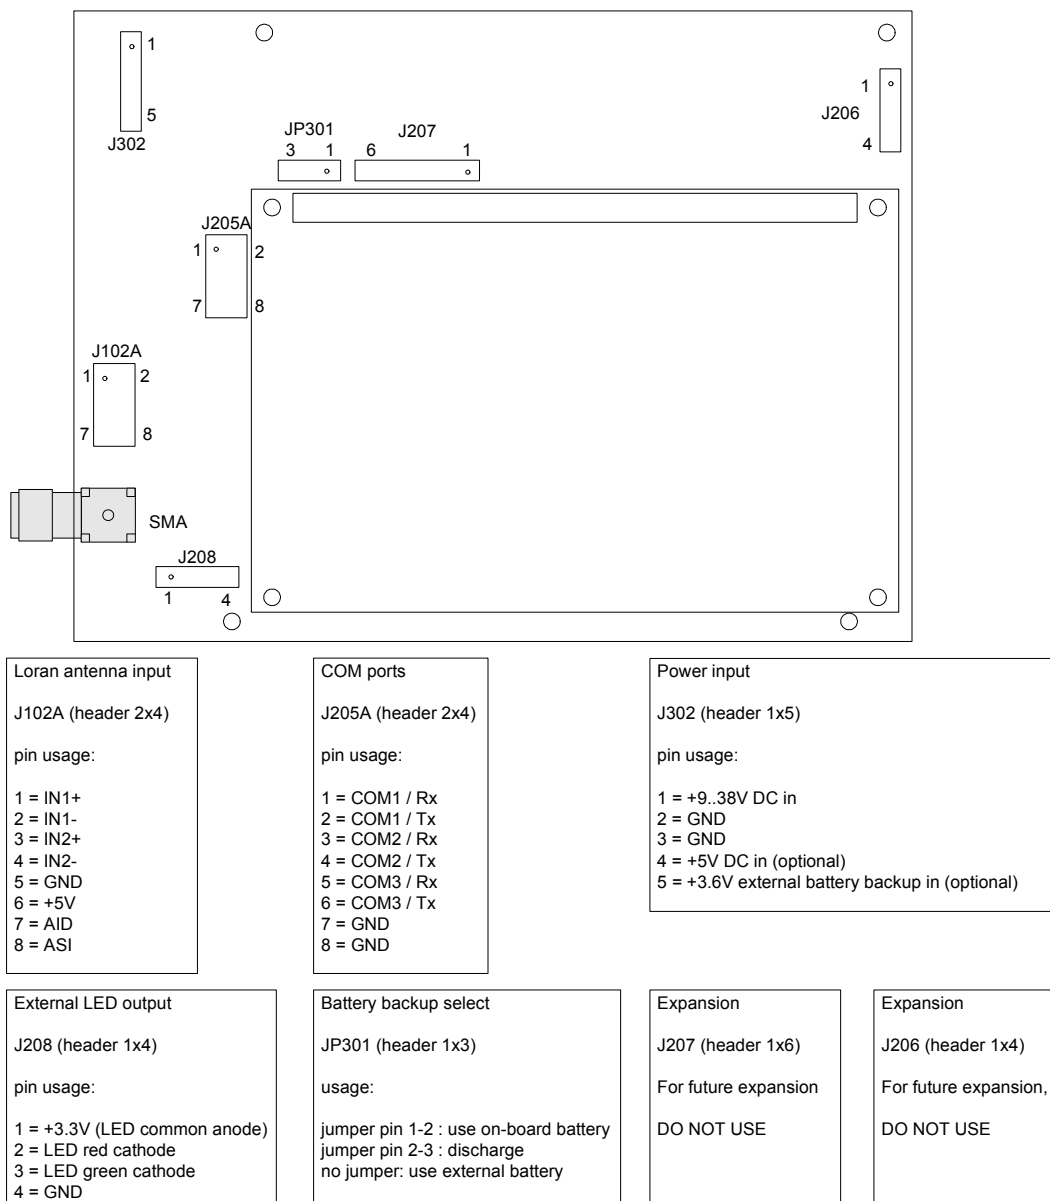 1
5
J302
JP301
3 1
J207
6 1
1
J206
4
J205A
1 2
7 8
J102A
1 2
7 8
SMA
J208
1 4
Loran antenna input
J102A (header 2x4)
pin usage:
1 = IN1+
2 = IN1-
3 = IN2+
4 = IN2-
5 = GND
6 = +5V
7 = AID
8 = ASI
COM ports
J205A (header 2x4)
pin usage:
1 = COM1 / Rx
2 = COM1 / Tx
3 = COM2 / Rx
4 = COM2 / Tx
5 = COM3 / Rx
6 = COM3 / Tx
7 = GND
8 = GND
Power input
J302 (header 1x5)
pin usage:
1 = +9..38V DC in
2 = GND
3 = GND
4 = +5V DC in (optional)
5 = +3.6V external battery backup in (optional)
External LED output
J208 (header 1x4)
pin usage:
1 = +3.3V (LED common anode)
2 = LED red cathode
3 = LED green cathode
4 = GND
Battery backup select
JP301 (header 1x3)
usage:
jumper pin 1-2 : use on-board battery
jumper pin 2-3 : discharge
no jumper: use external battery
Expansion
J207 (header 1x6)
For future expansion
DO NOT USE
Expansion
J206 (header 1x4)
For future expansion,
DO NOT USE